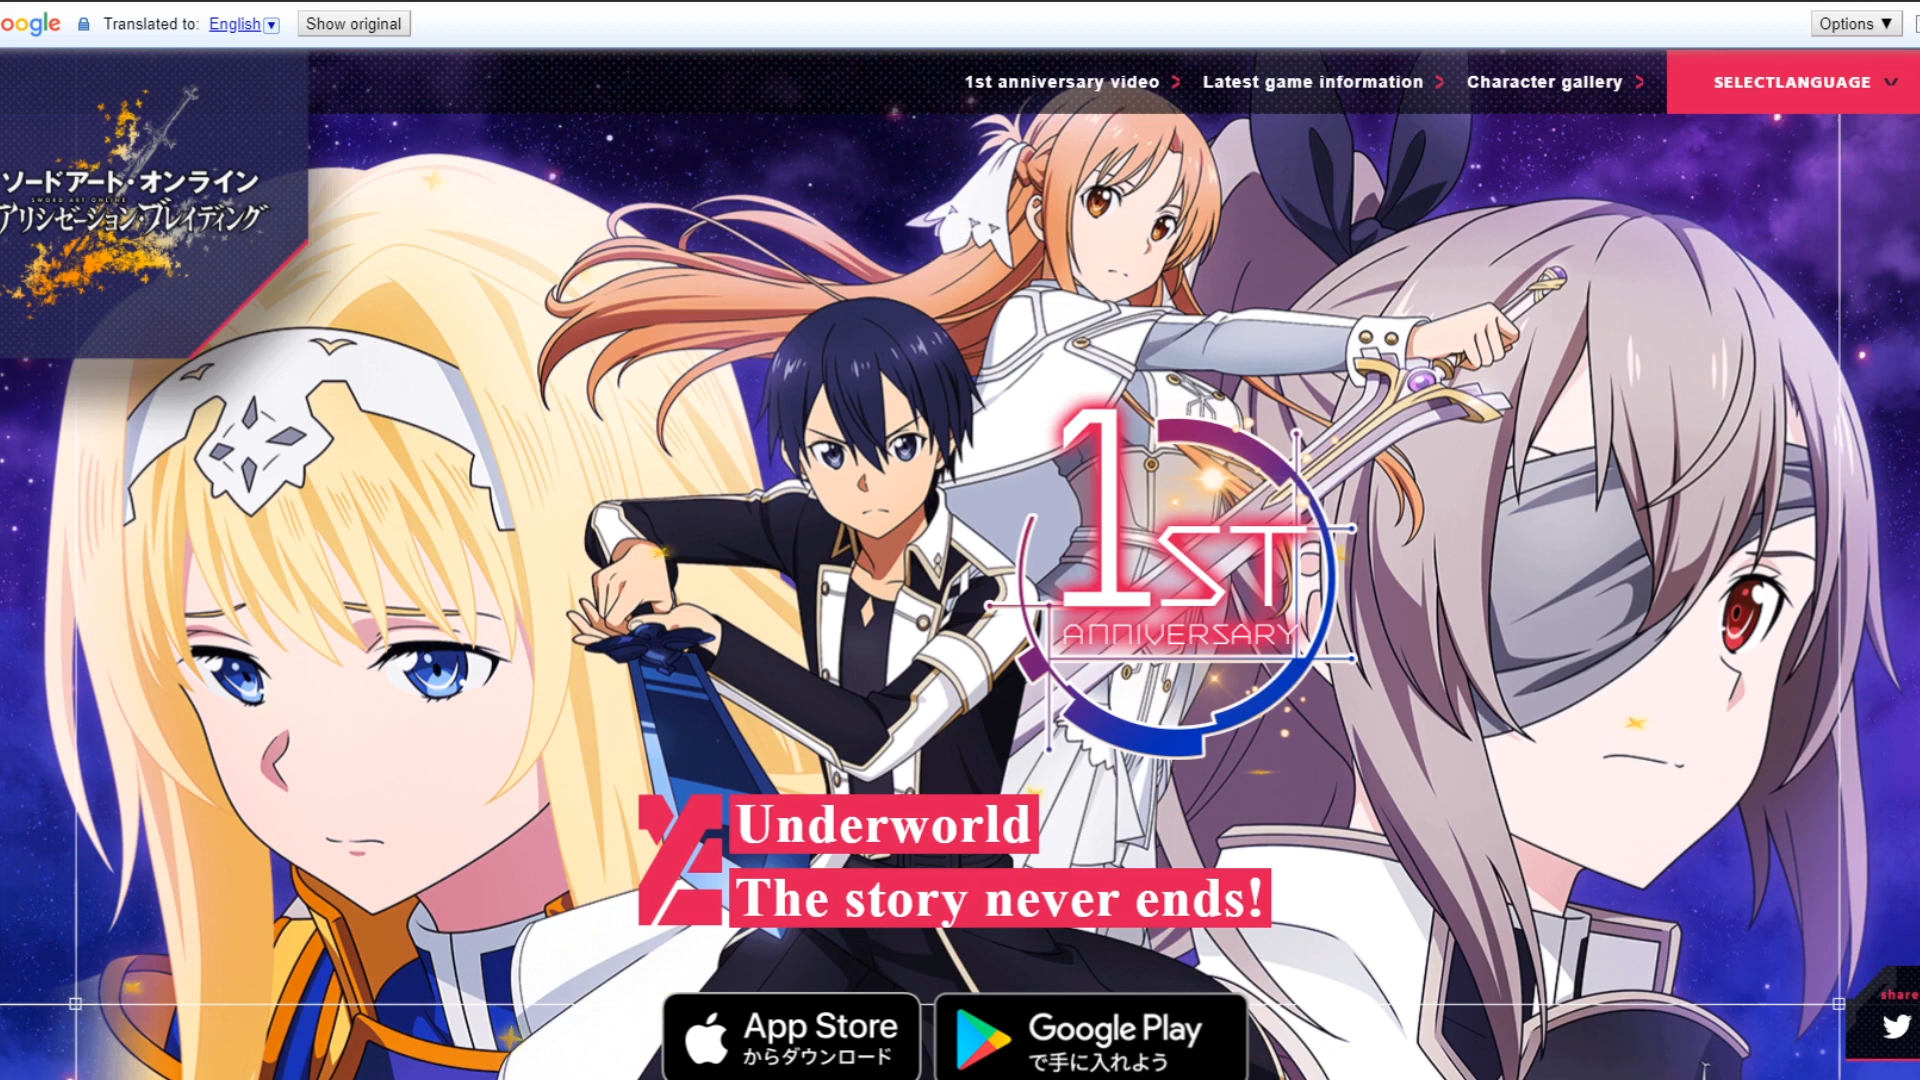 oogle Translated to: English Show original Options ▼
1st anniversary video Latest game information Character gallery SELECTLANGUAGE
ソードアート・オンライン
SWORD ART ONLINE
アリシゼーション・ブレイディング
1ST
ANNIVERSARY
Underworld
The story never ends!
App Store
からダウンロード
Google Play
で手に入れよう
share